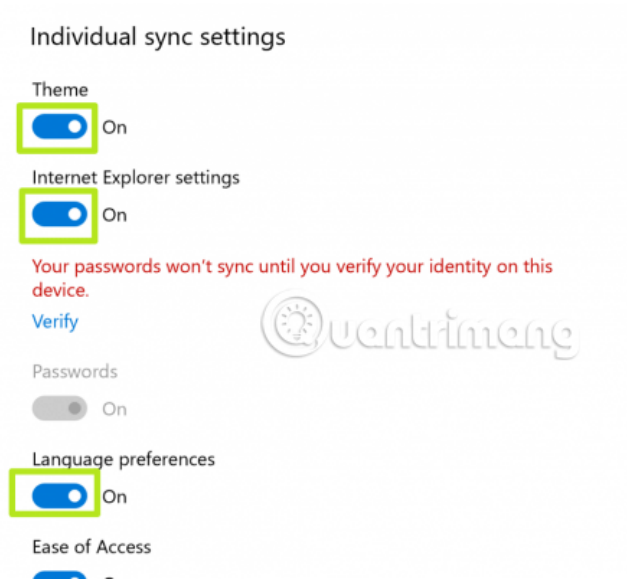 Individual sync settings
Theme
On
Internet Explorer settings
On
Your passwords won't sync until you verify your identity on this
device.
Verify
uantrimang
Passwords
On
Language preferences
On
Ease of Access